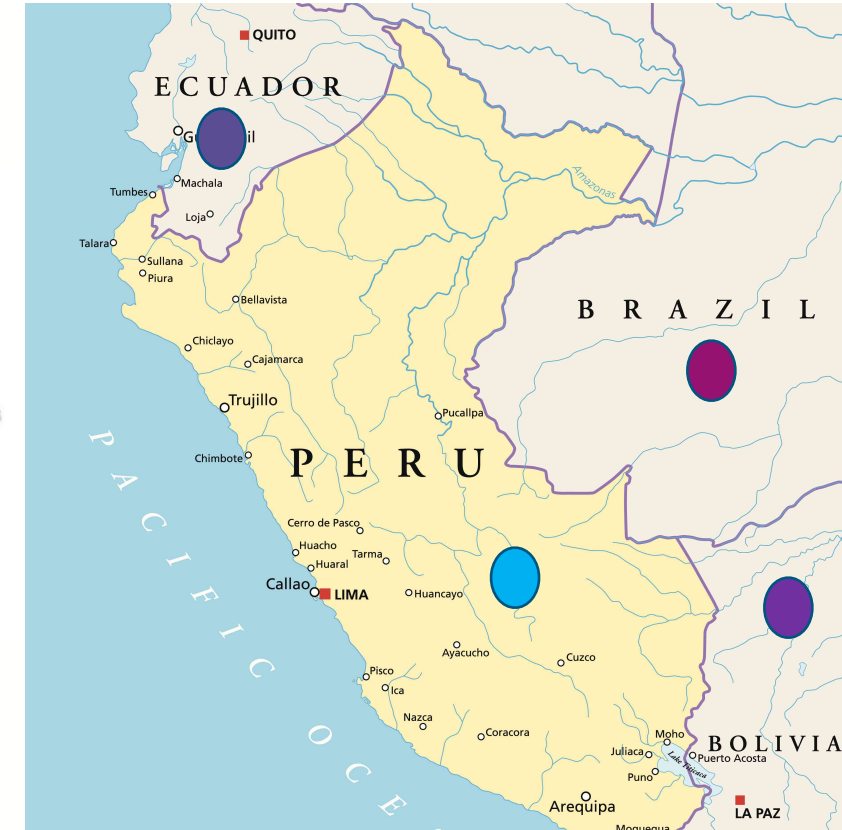 QUITO
ECUADOR
G il
Machala
Tumbes
Loja
Amazonas
Talara
Sullana
Piura
Bellavista
BRAZIL
Chiclayo
Cajamarca
Trujillo
Pucallpa
PERU
Chimbote
PACIFIC OCE
Cerro de Pasco
Huacho
Tarma
Huaral
Callao
LIMA
Huancayo
Ayacucho
Cuzco
Pisco
Ica
Nazca
Coracora
Moho
BOLIVIA
Juliaca
Lake Titicaca
Puerto Acosta
Puno
Arequipa
LA PAZ
Moquegua